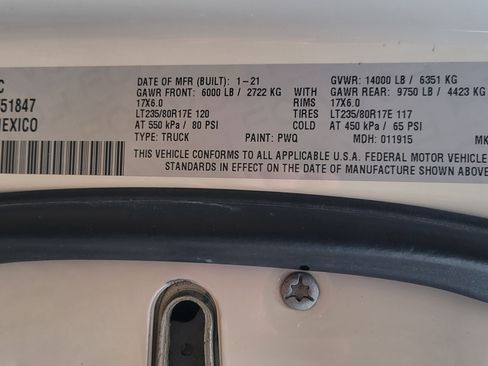 C
51847
MEXICO
DATE OF MFR (BUILT): 1-21 GVWR: 14000 LB / 6351 KG
GAWR FRONT: 6000 LB / 2722 KG WITH GAWR REAR: 9750 LB / 4423 KG
17X6.0 RIMS 17X6.0
LT235/80R17E 120 TIRES LT235/80R17E 117
AT 550 kPa / 80 PSI COLD AT 450 kPa / 65 PSI
TYPE: TRUCK PAINT: PWQ MDH: 011915 MK
THIS VEHICLE CONFORMS TO ALL APPLICABLE U.S.A. FEDERAL MOTOR VEHICLE
STANDARDS IN EFFECT ON THE DATE OF MANUFACTURE SHOWN ABOVE